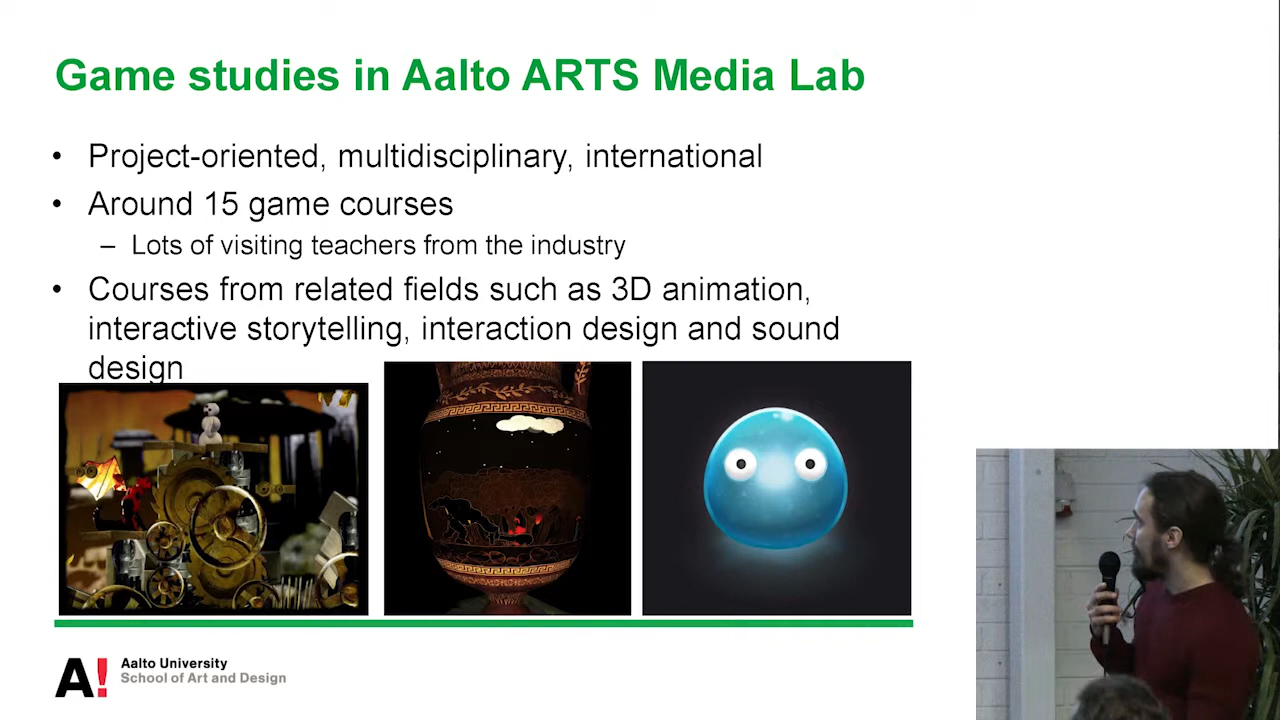 Game studies in Aalto ARTS Media Lab
• Project-oriented, multidisciplinary, international
• Around 15 game courses
– Lots of visiting teachers from the industry
• Courses from related fields such as 3D animation,
interactive storytelling, interaction design and sound
design
A!
Aalto University
School of Art and Design